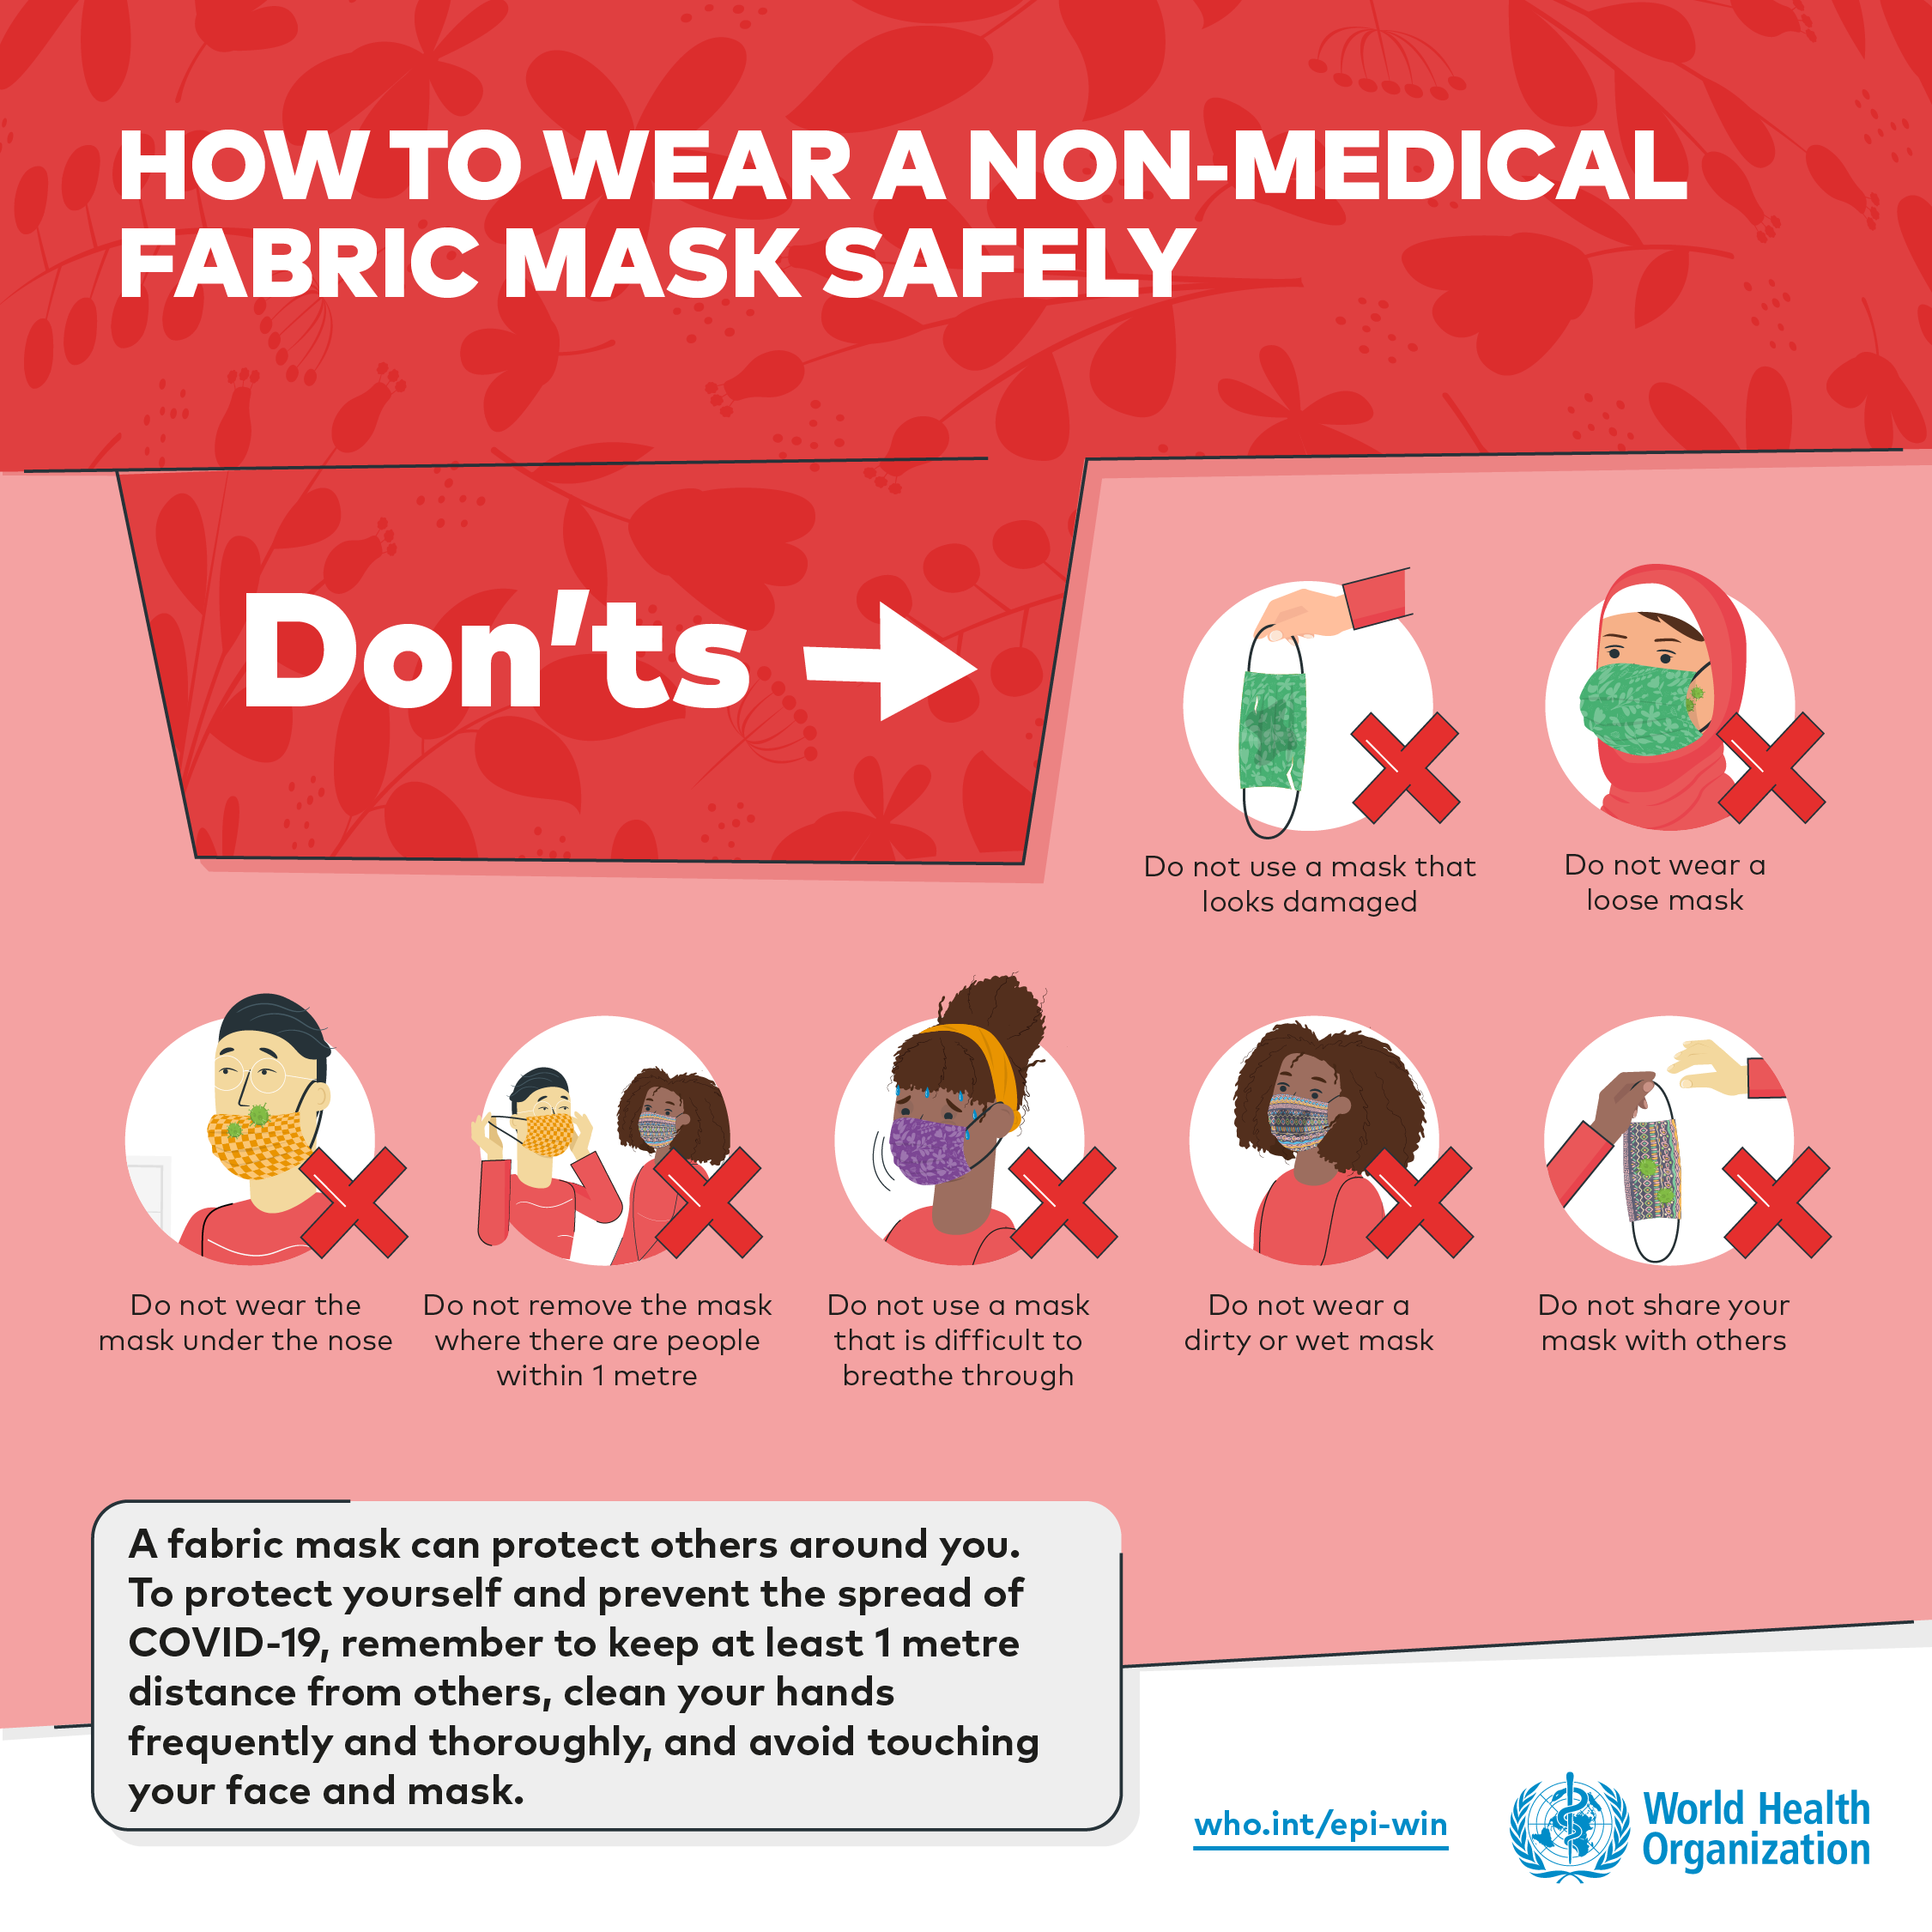 HOW TO WEAR A NON-MEDICAL
FABRIC MASK SAFELY
Don'ts
Do not use a mask that
looks damaged
Do not wear a
loose mask
Do not wear the
mask under the nose
Do not remove the mask
where there are people
within 1 metre
Do not use a mask
that is difficult to
breathe through
Do not wear a
dirty or wet mask
Do not share your
mask with others
A fabric mask can protect others around you.
To protect yourself and prevent the spread of
COVID-19, remember to keep at least 1 metre
distance from others, clean your hands
frequently and thoroughly, and avoid touching
your face and mask.
who.int/epi-win
World Health
Organization